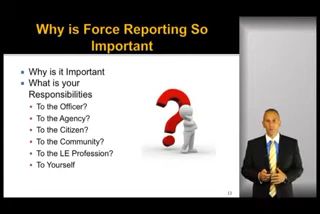 Why is Force Reporting So
Important
Why is it Important
What is your
Responsibilities
To the Officer?
To the Agency?
To the Citizen?
To the Community?
To the LE Profession?
To Yourself
13